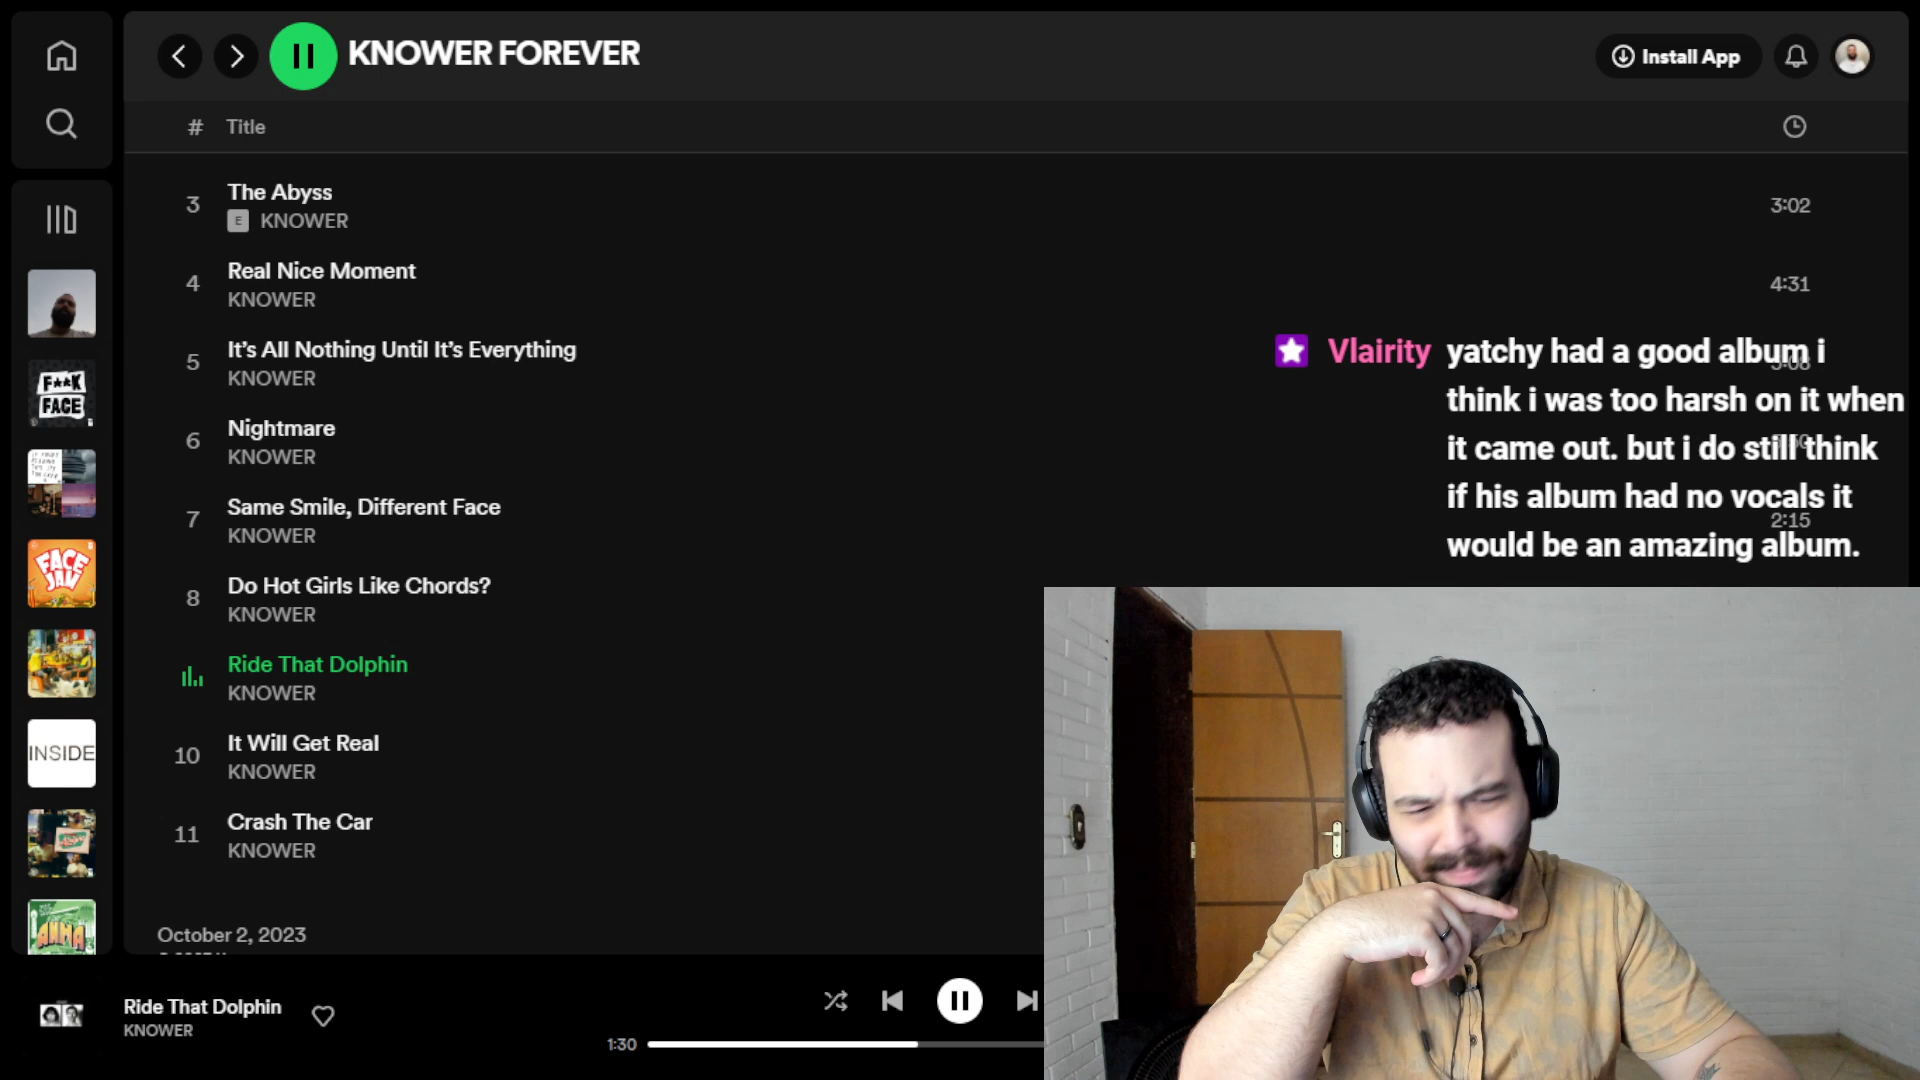 KNOWER FOREVER
Install App
# Title
3 The Abyss 3:02
E KNOWER
4 Real Nice Moment 4:31
KNOWER
5 It's All Nothing Until It's Everything
KNOWER
6 Nightmare
KNOWER
7 Same Smile, Different Face 2:15
KNOWER
8 Do Hot Girls Like Chords?
KNOWER
Ride That Dolphin
KNOWER
10 It Will Get Real
KNOWER
11 Crash The Car
KNOWER
October 2, 2023
Vlairity yatchy had a good album i
think i was too harsh on it when
it came out. but i do still think
if his album had no vocals it
would be an amazing album.
F**K
FACE
FACE
JAM
INSIDE
ANMA
Ride That Dolphin
KNOWER
1:30